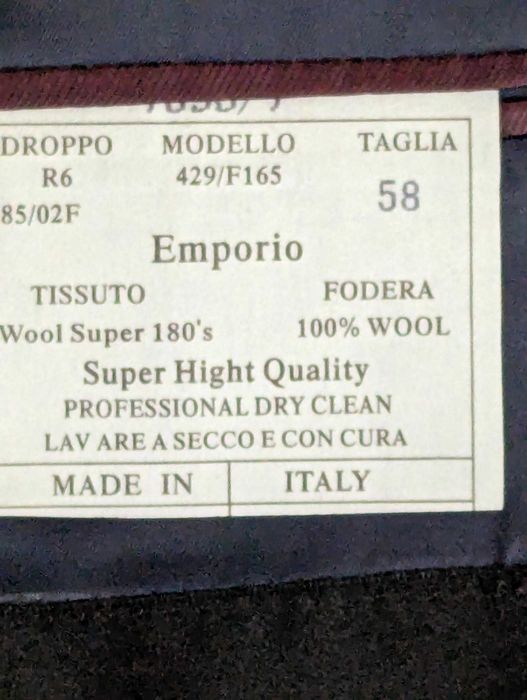 DROPPO MODELLO TAGLIA
R6 429/F165 58
85/02F
Emporio
TISSUTO FODERA
Wool Super 180's 100% WOOL
Super Hight Quality
PROFESSIONAL DRY CLEAN
LAV ARE A SECCO E CON CURA
MADE IN ITALY